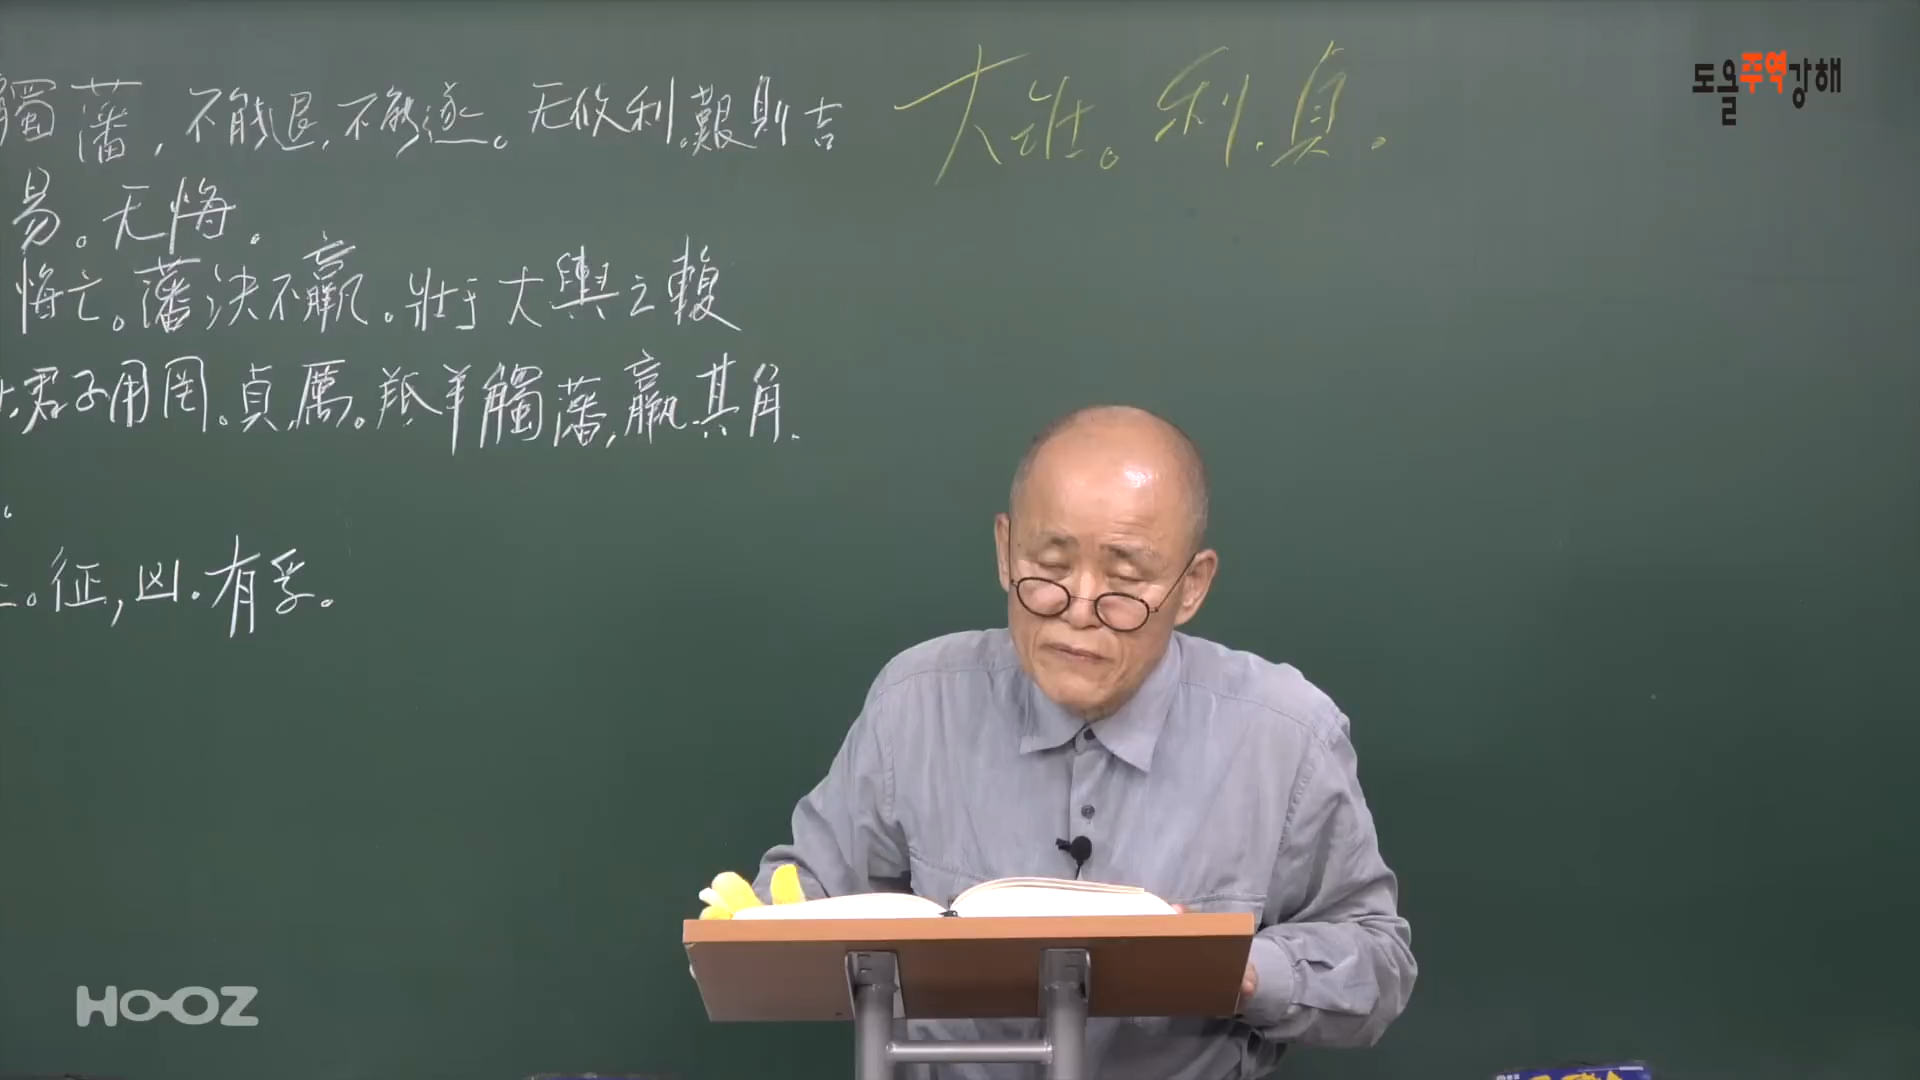 觸藩,不能退,不能遂。无攸利.艱則吉
大壯。利.貞.
도올주역강해
易。无悔.
悔亡。藩決不羸.壯于大輿之輹
君子用罔。貞,厲。羝羊觸藩,羸其角.
。征,凶.有孚。
HOOZ